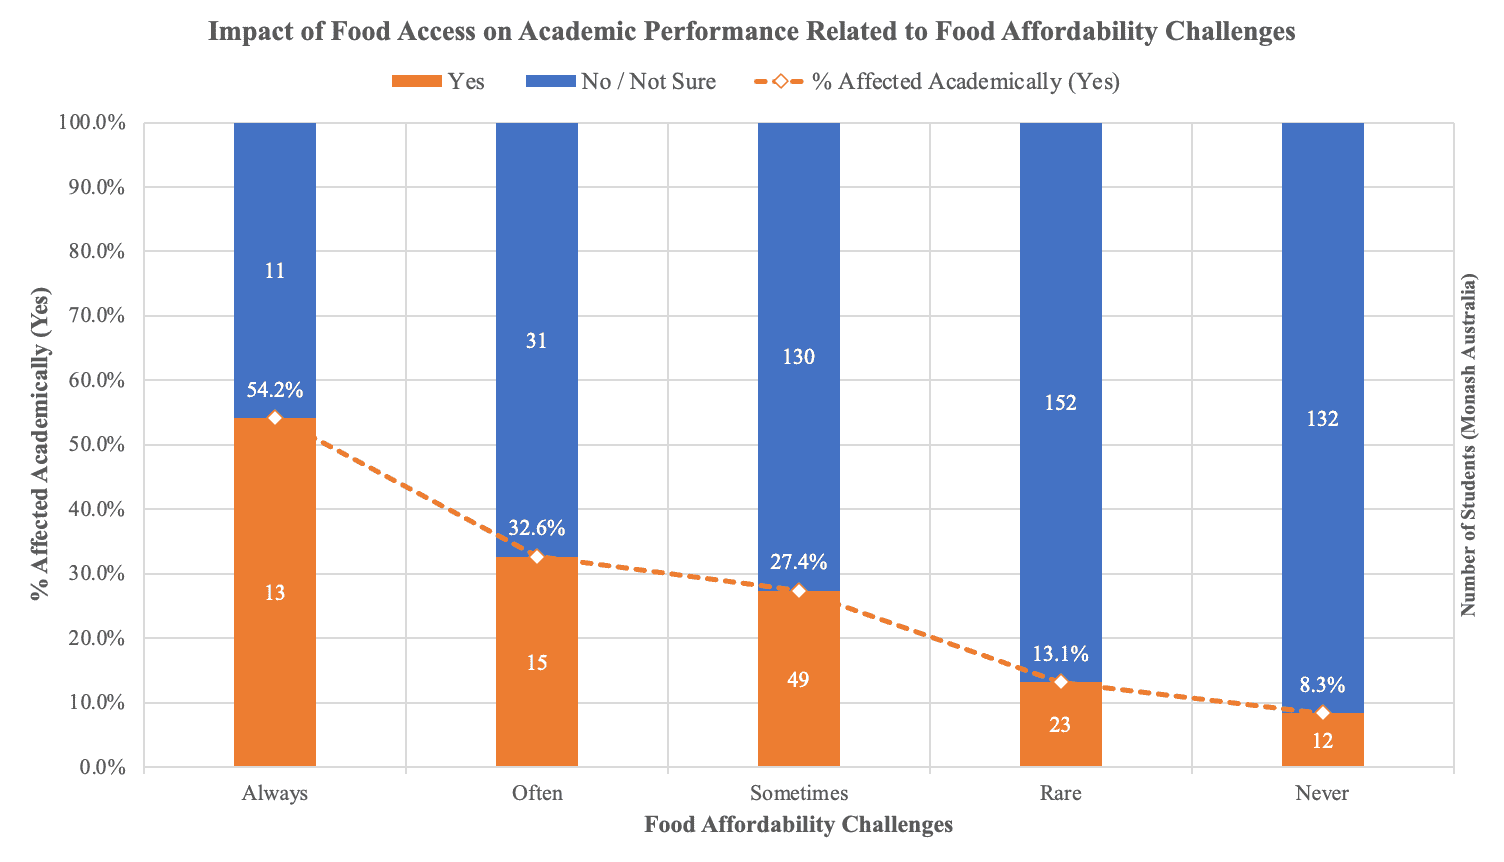 Impact of Food Access on Academic Performance Related to Food Affordability Challenges
Yes
No / Not Sure
% Affected Academically (Yes)
% Affected Academically (Yes)
100.0%
90.0%
80.0%
70.0%
60.0%
50.0%
40.0%
30.0%
20.0%
10.0%
0.0%
11
54.2%
13
31
32.6%
15
130
27.4%
49
152
13.1%
23
132
8.3%
12
Number of Students (Monash Australia)
Always
Often
Sometimes
Rare
Never
Food Affordability Challenges